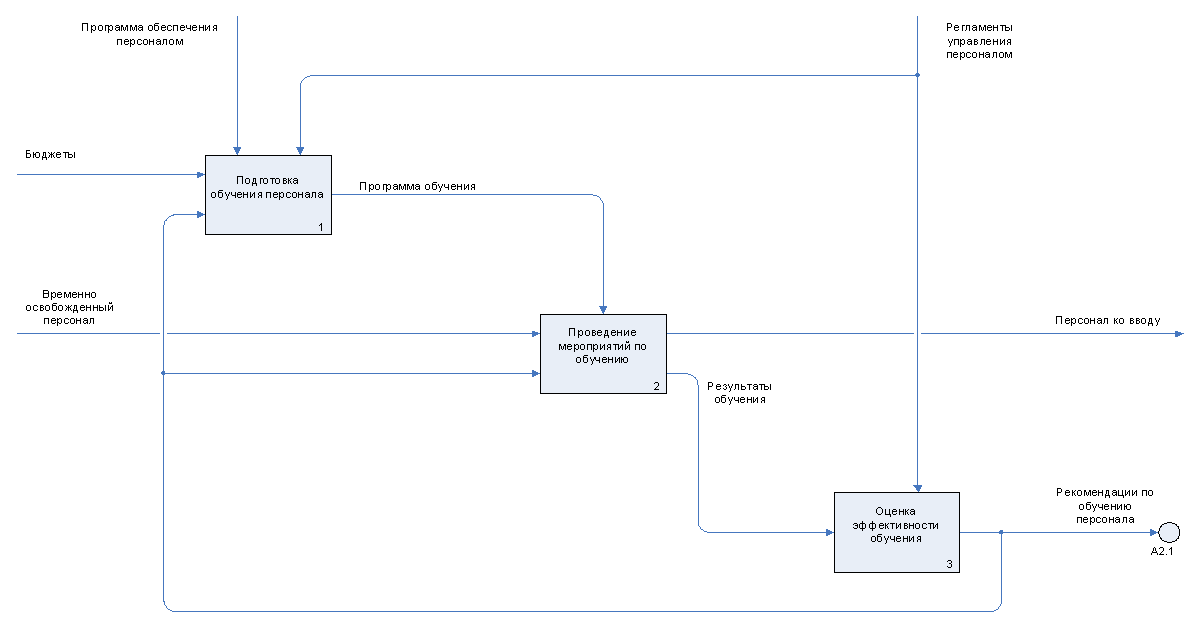 Программа обеспечения
персоналом
Регламенты
управления
персоналом
Бюджеты
Подготовка
обучения персонала
1
Программа обучения
Временно
освобожденный
персонал
Проведение
мероприятий по
обучению
2
Персонал ко вводу
Результаты
обучения
Оценка
эффективности
обучения
3
Рекомендации по
обучению
персонала
A2.1